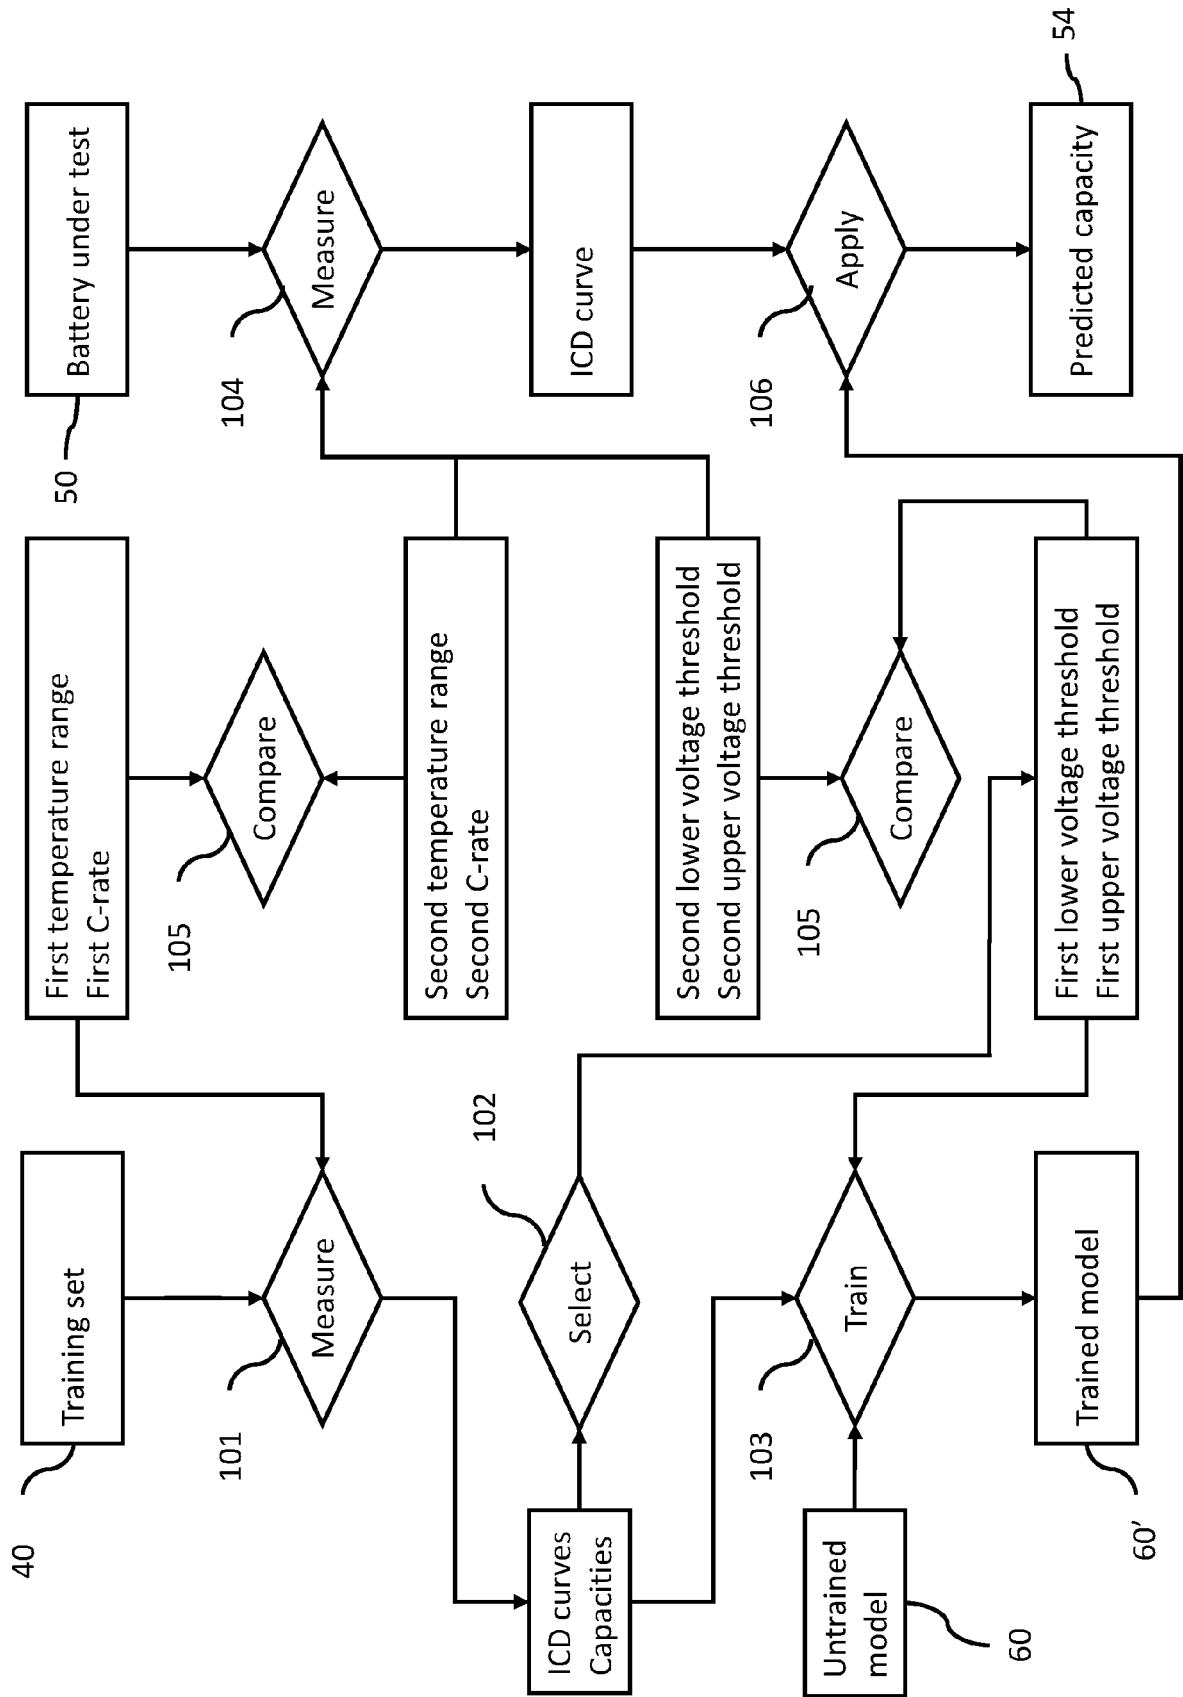 40
Training set
101
Measure
ICD curves
Capacities
102
Select
Untrained
model
60
103
Train
60'
Trained model
First temperature range
First C-rate
105
Compare
Second temperature range
Second C-rate
Second lower voltage threshold
Second upper voltage threshold
105
Compare
First lower voltage threshold
First upper voltage threshold
50
Battery under test
104
Measure
ICD curve
106
Apply
Predicted capacity
54